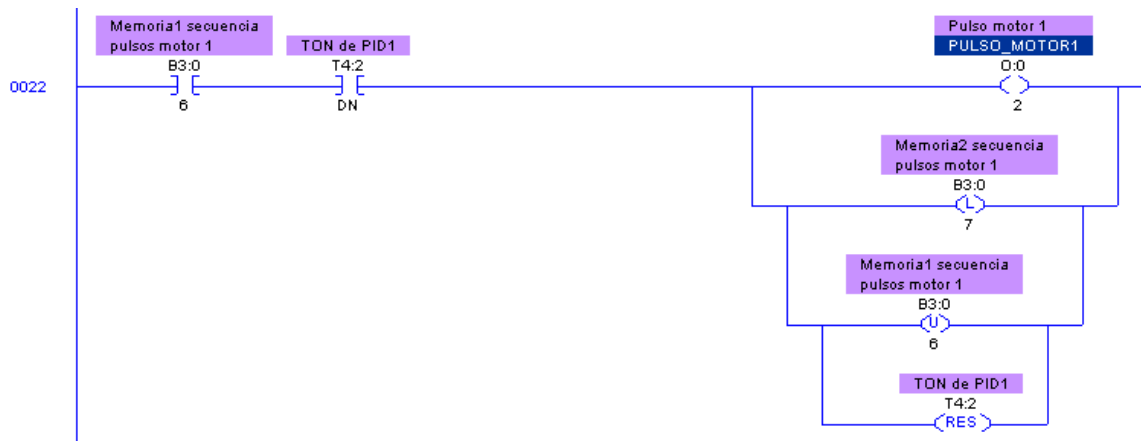 Memoria1 secuencia
pulsos motor 1
B3:0
6
TON de PID1
T4:2
DN
Pulso motor 1
PULSO_MOTOR1
O:0
2
0022
Memoria2 secuencia
pulsos motor 1
B3:0
L
7
Memoria1 secuencia
pulsos motor 1
B3:0
U
6
TON de PID1
T4:2
RES